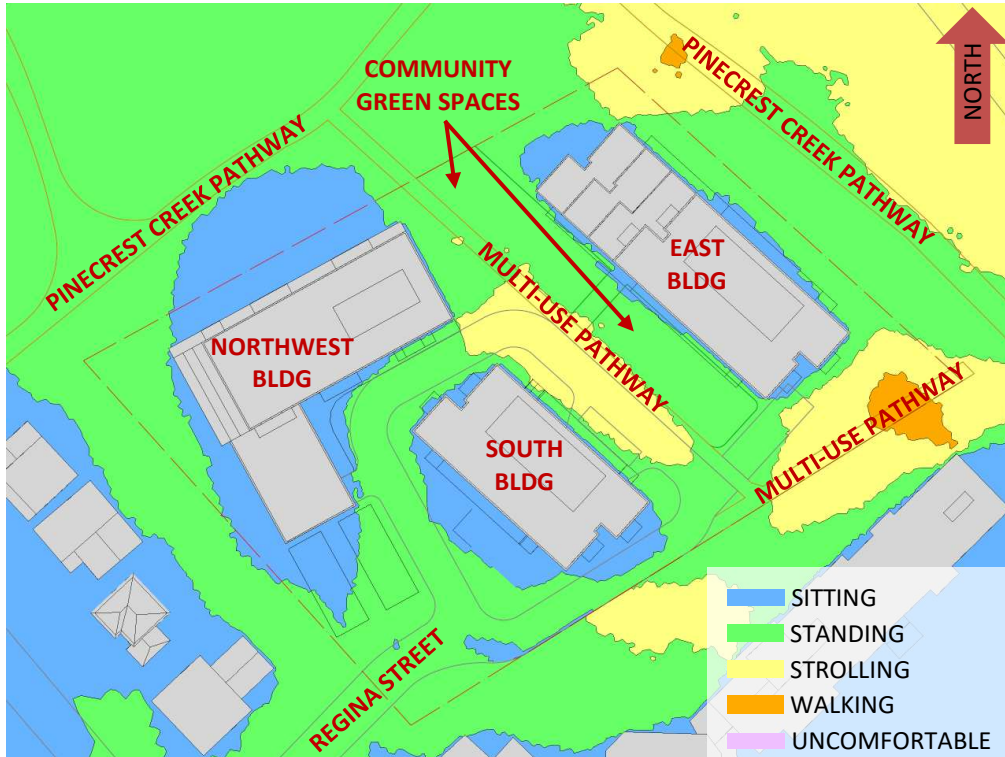 NORTH
PINECREST CREEK PATHWAY
COMMUNITY
GREEN SPACES
PINECREST CREEK PATHWAY
EAST
BLDG
MULTI-USE PATHWAY
NORTHWEST
BLDG
MULTI-USE PATHWAY
SOUTH
BLDG
REGINA STREET
SITTING
STANDING
STROLLING
WALKING
UNCOMFORTABLE